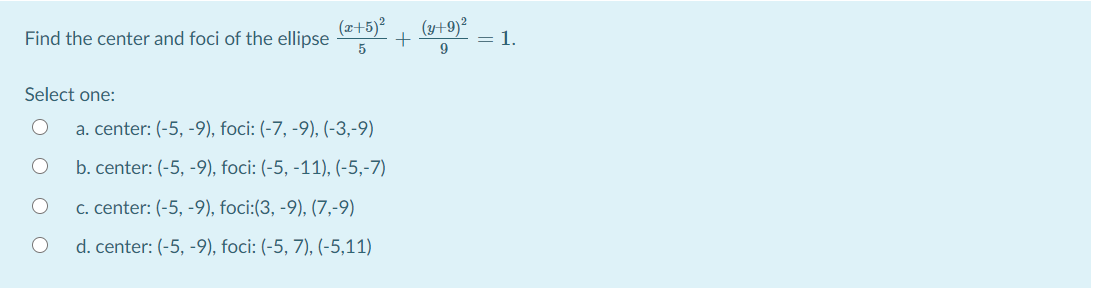 Find the center and foci of the ellipse (x+5)²/5 + (y+9)²/9 = 1.
Select one:
a. center: (-5, -9), foci: (-7, -9), (-3,-9)
b. center: (-5, -9), foci: (-5, -11), (-5,-7)
c. center: (-5, -9), foci:(3, -9), (7,-9)
d. center: (-5, -9), foci: (-5, 7), (-5,11)